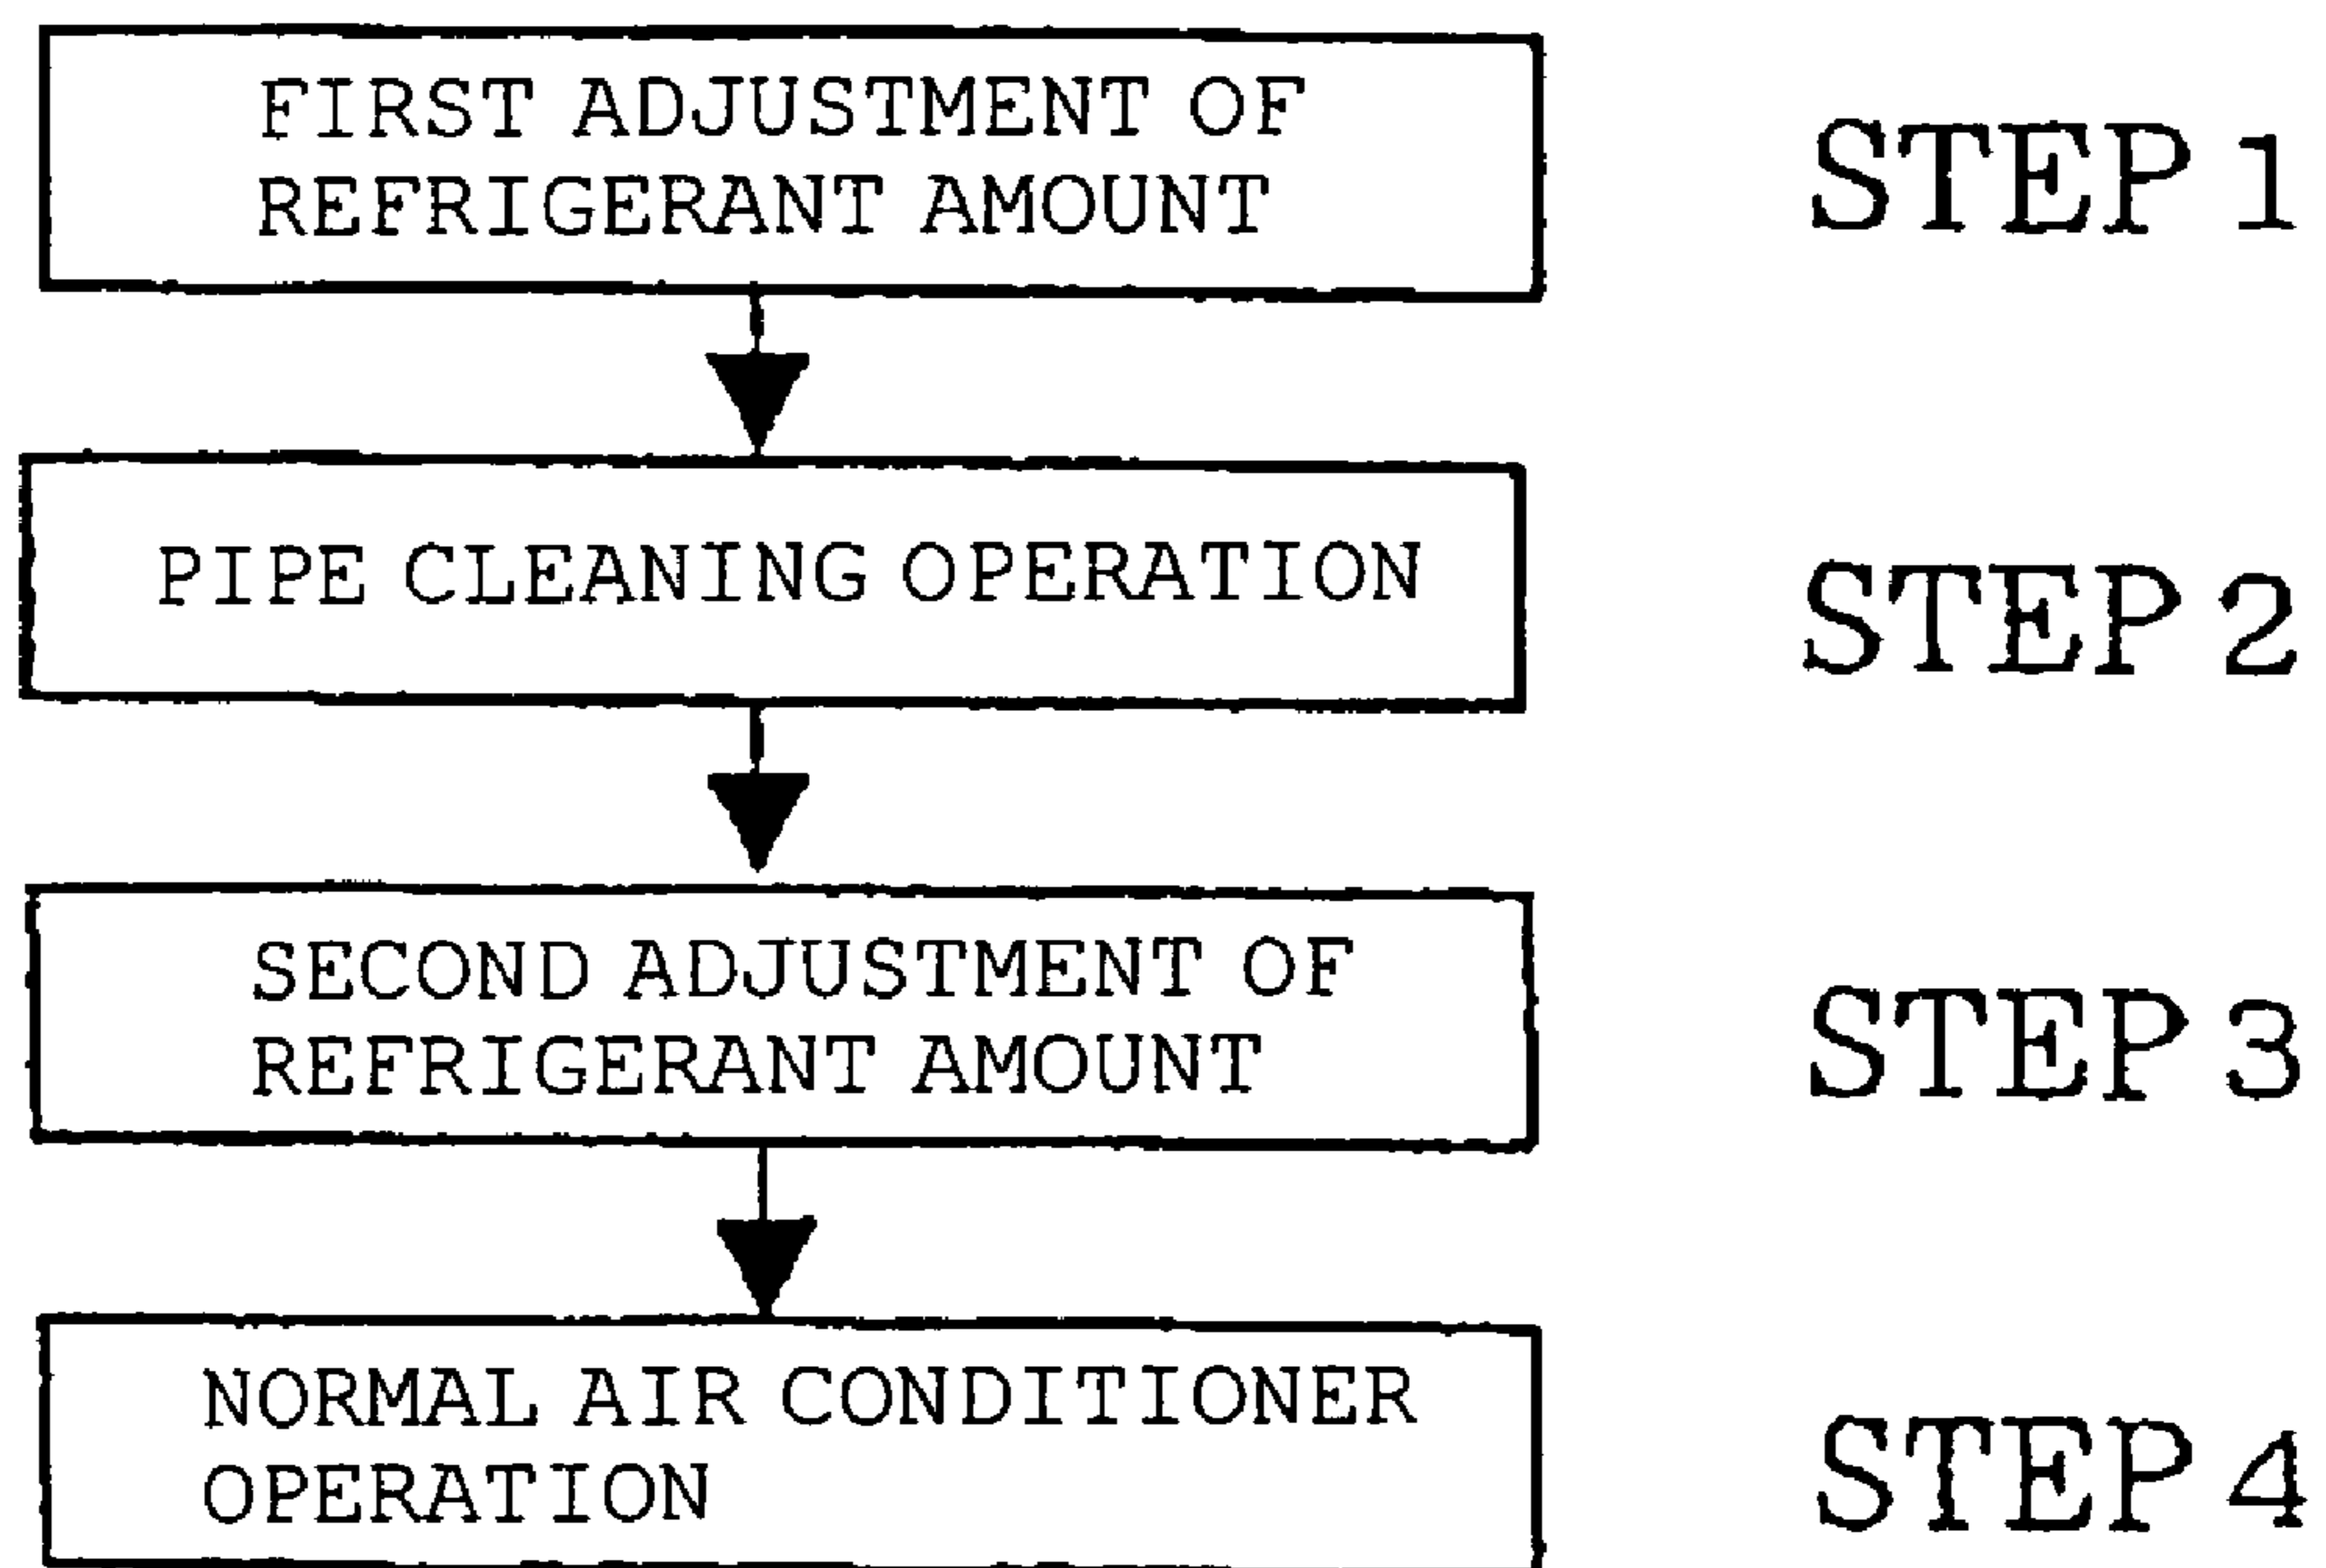 FIRST ADJUSTMENT OF
REFRIGERANT AMOUNT
STEP 1
PIPE CLEANING OPERATION
STEP 2
SECOND ADJUSTMENT OF
REFRIGERANT AMOUNT
STEP 3
NORMAL AIR CONDITIONER
OPERATION
STEP 4